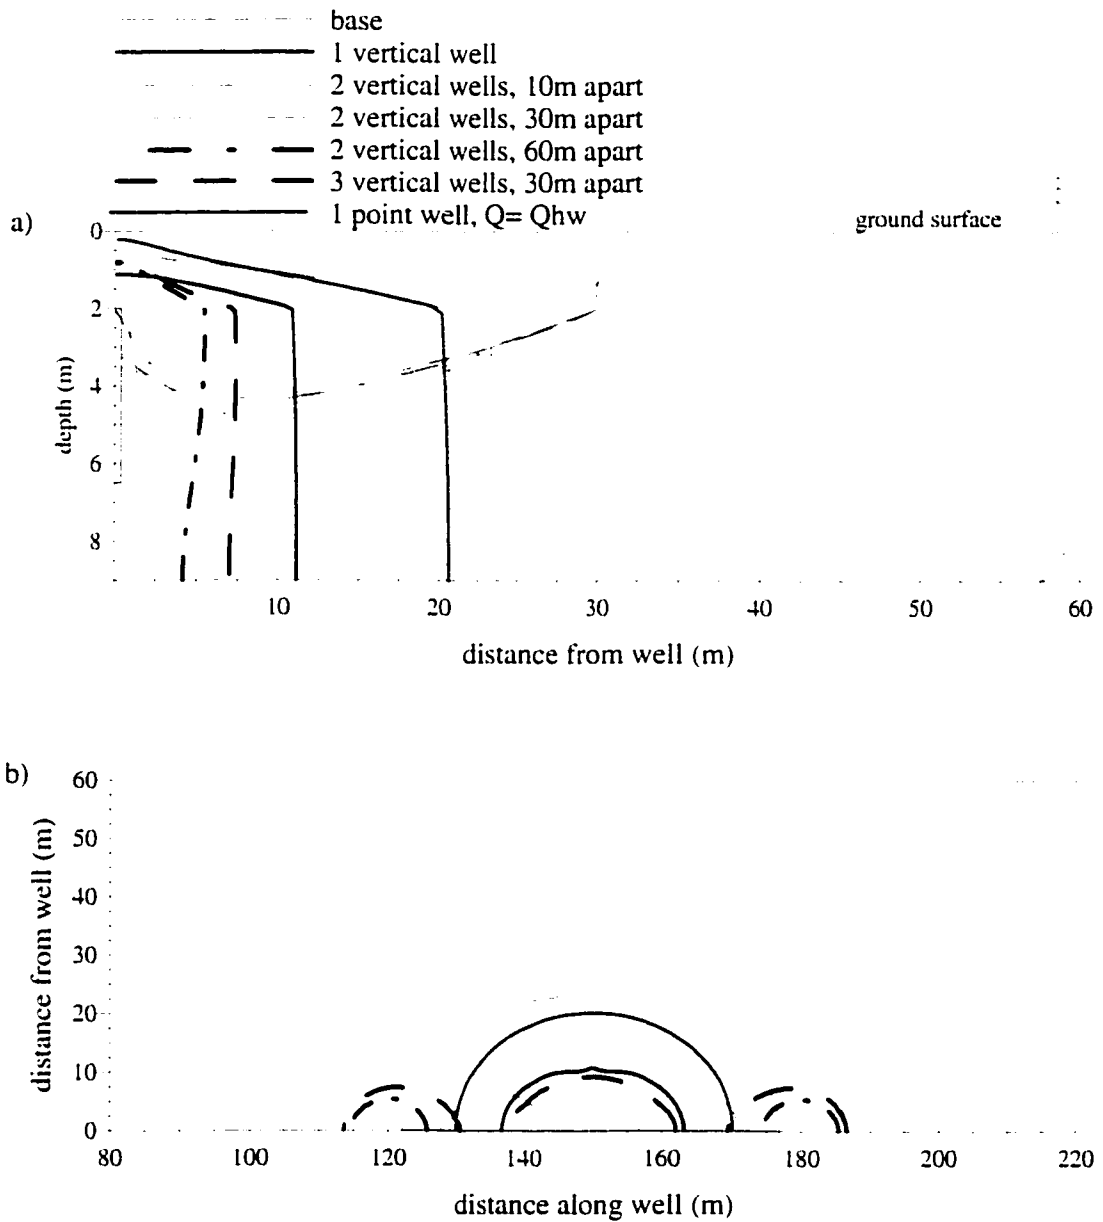 base
1 vertical well
2 vertical wells, 10m apart
2 vertical wells, 30m apart
2 vertical wells, 60m apart
3 vertical wells, 30m apart
1 point well, Q= Qhw
a)
ground surface
0
2
4
6
8
depth (m)
10 20 30 40 50 60
distance from well (m)
b)
60
50
40
30
20
10
0
distance from well (m)
80 100 120 140 160 180 200 220
distance along well (m)